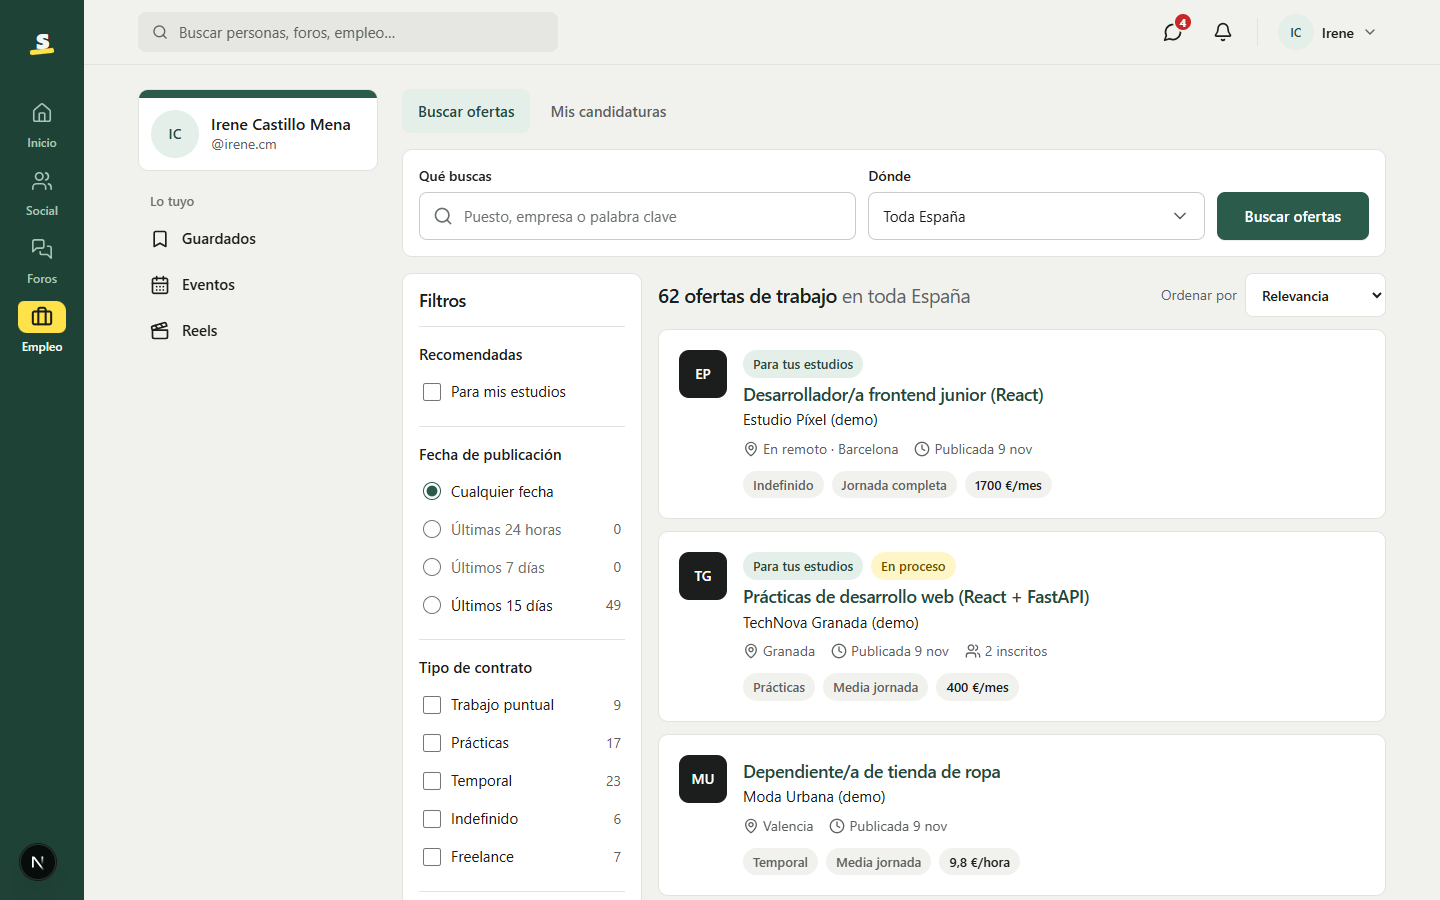 S
Buscar personas, foros, empleo...
4
IC
Irene
Inicio
Social
Foros
Empleo
N
IC
Irene Castillo Mena
@irene.cm
Lo tuyo
Guardados
Eventos
Reels
Buscar ofertas
Mis candidaturas
Qué buscas
Puesto, empresa o palabra clave
Dónde
Toda España
Buscar ofertas
Filtros
Recomendadas
Para mis estudios
Fecha de publicación
Cualquier fecha
Últimas 24 horas 0
Últimos 7 días 0
Últimos 15 días 49
Tipo de contrato
Trabajo puntual 9
Prácticas 17
Temporal 23
Indefinido 6
Freelance 7
62 ofertas de trabajo en toda España
Ordenar por
Relevancia
EP
Para tus estudios
Desarrollador/a frontend junior (React)
Estudio Píxel (demo)
En remoto · Barcelona Publicada 9 nov
Indefinido Jornada completa 1700 €/mes
TG
Para tus estudios En proceso
Prácticas de desarrollo web (React + FastAPI)
TechNova Granada (demo)
Granada Publicada 9 nov 2 inscritos
Prácticas Media jornada 400 €/mes
MU
Dependiente/a de tienda de ropa
Moda Urbana (demo)
Valencia Publicada 9 nov
Temporal Media jornada 9,8 €/hora